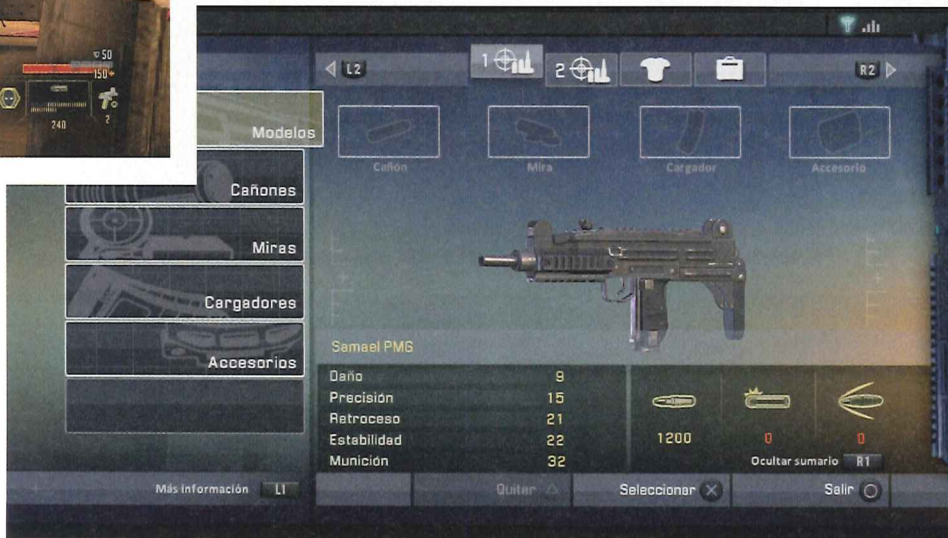 50
150+
240
2
L2
1
2
R2
Modelos
Cañones
Miras
Cargadores
Accesorios
Cañón
Mira
Cargador
Accesorio
Samael PMG
Daño 9
Precisión 15
Retroceso 21
Estabilidad 22
Munición 32
1200
0
0
Ocultar sumario R1
Más información L1
Quitar
Seleccionar
Salir